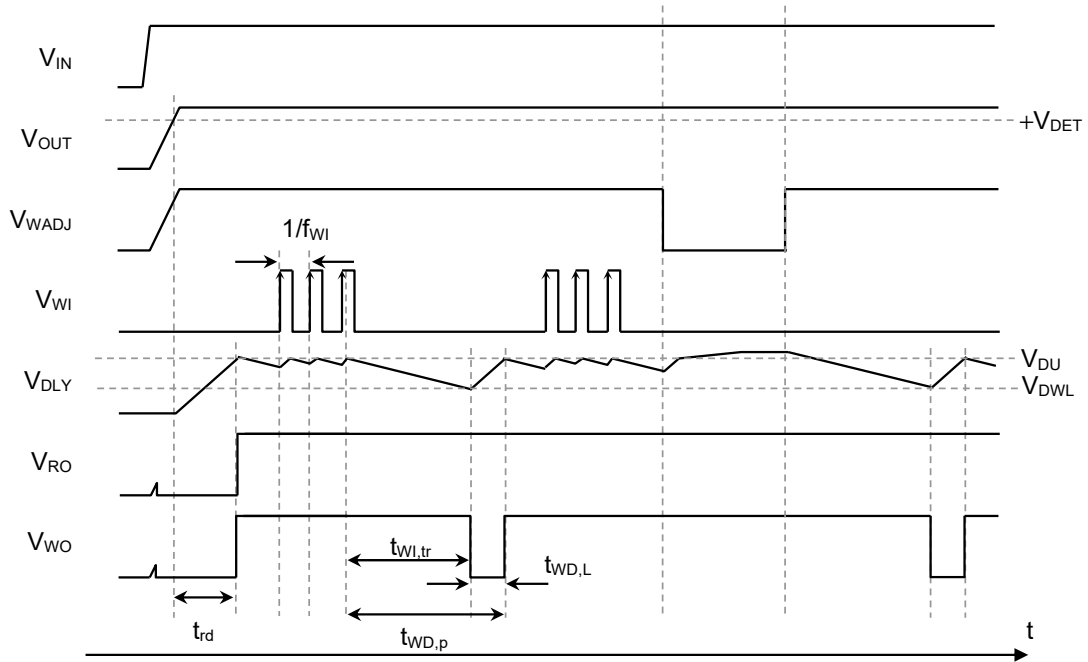 V_IN
V_OUT
+V_DET
V_WADJ
1/f_WI
V_WI
V_DU
V_DLY
V_DWL
V_RO
V_WO
t_WI,tr
t_WD,L
t_rd
t_WD,p
t